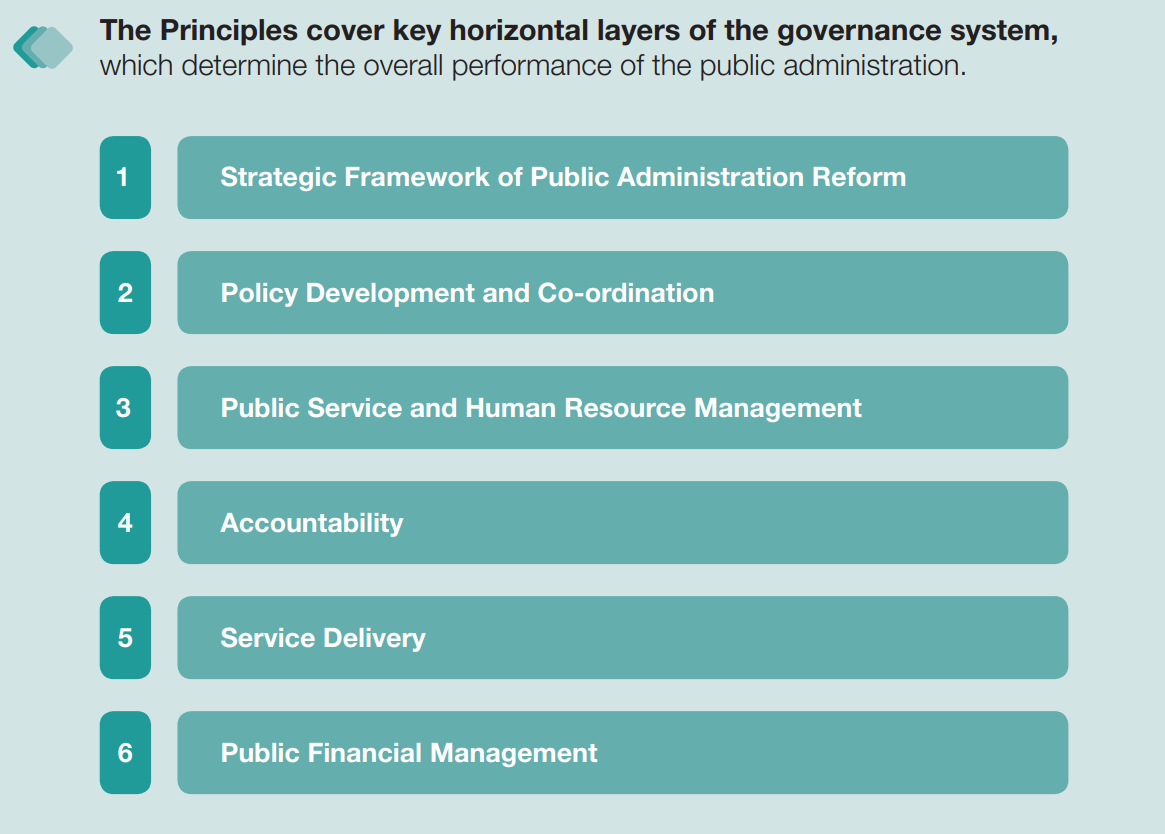 The Principles cover key horizontal layers of the governance system,
which determine the overall performance of the public administration.
1
Strategic Framework of Public Administration Reform
2
Policy Development and Co-ordination
3
Public Service and Human Resource Management
4
Accountability
5
Service Delivery
6
Public Financial Management